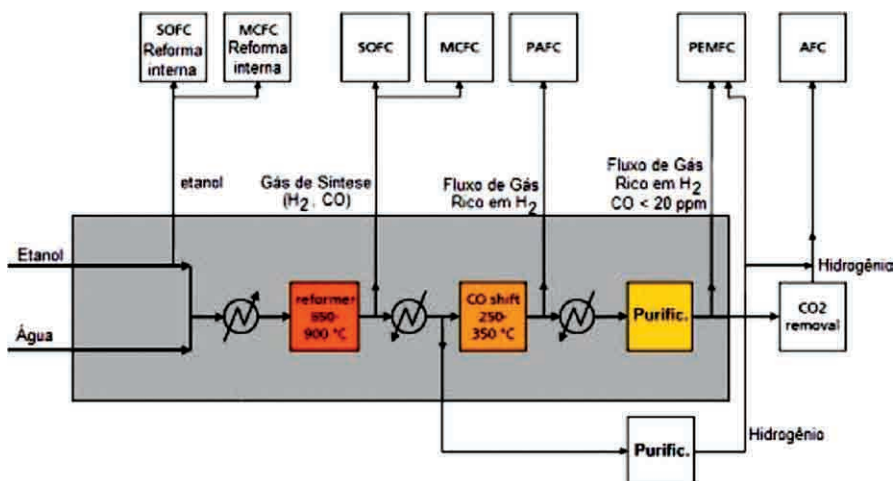 SOFC
Reforma
interna
MCFC
Reforma
interna
SOFC
MCFC
PAFC
PEMFC
AFC
etanol
Gás de Síntese
(H2 , CO)
Fluxo de Gás
Rico em H2
Fluxo de Gás
Rico em H2
CO < 20 ppm
Etanol
Hidrogênio
reformer
650-
900 °C
CO shift
250-
350 °C
Purific.
CO2
removal
Água
Purific.
Hidrogênio